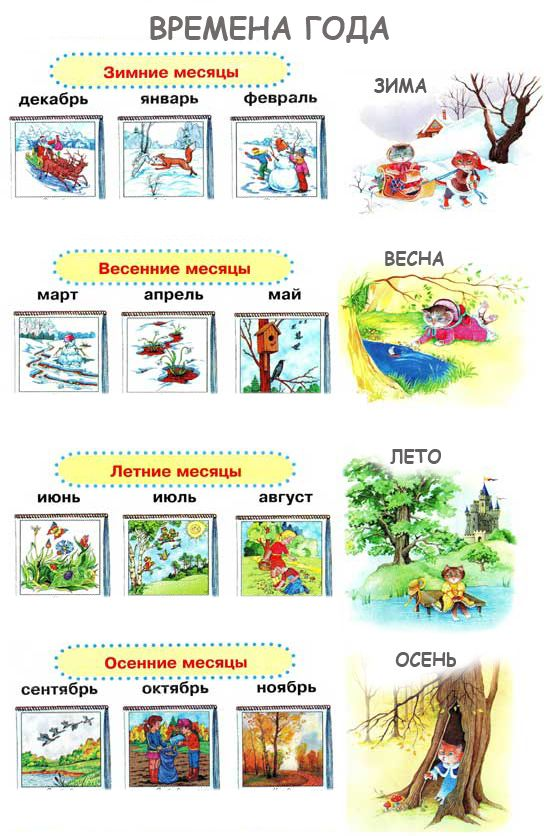 ВРЕМЕНА ГОДА
Зимние месяцы
декабрь январь февраль
ЗИМА
Весенние месяцы
март апрель май
ВЕСНА
Летние месяцы
июнь июль август
ЛЕТО
Осенние месяцы
сентябрь октябрь ноябрь
ОСЕНЬ